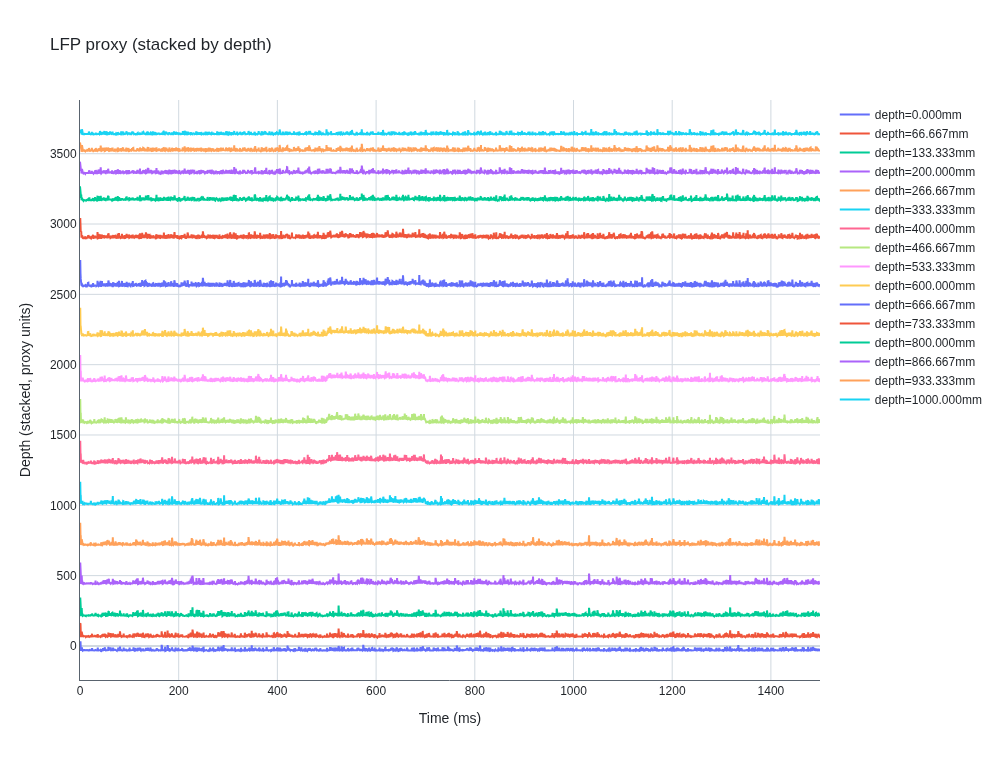 LFP proxy (stacked by depth)
depth=0.000mm
depth=66.667mm
depth=133.333mm
depth=200.000mm
depth=266.667mm
depth=333.333mm
depth=400.000mm
depth=466.667mm
depth=533.333mm
depth=600.000mm
depth=666.667mm
depth=733.333mm
depth=800.000mm
depth=866.667mm
depth=933.333mm
depth=1000.000mm
3500
3000
2500
2000
1500
1000
500
0
Depth (stacked, proxy units)
0 200 400 600 800 1000 1200 1400
Time (ms)